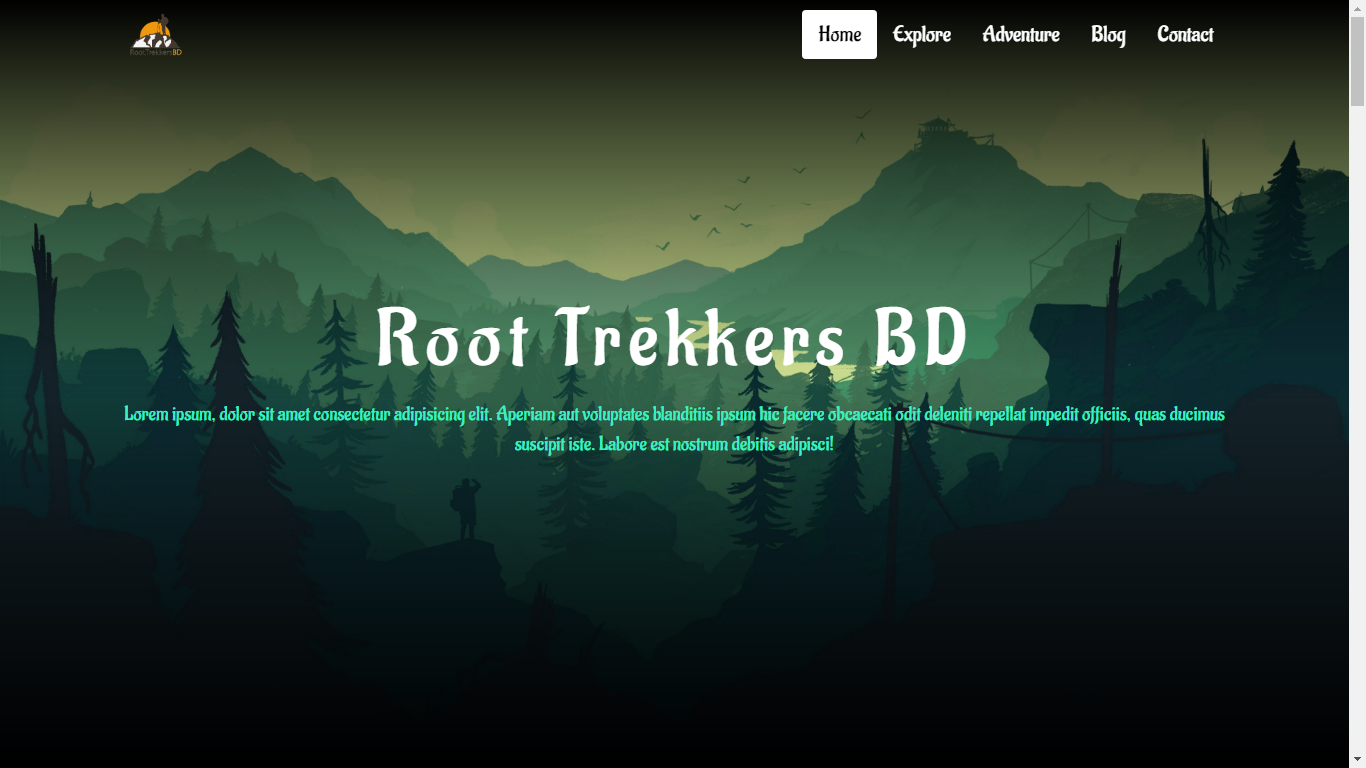 RootTrekkersBD
Home Explore Adventure Blog Contact
Root Trekkers BD
Lorem ipsum, dolor sit amet consectetur adipisicing elit. Aperiam aut voluptates blanditiis ipsum hic facere obcaecati odit deleniti repellat impedit officiis, quas ducimus
suscipit iste. Labore est nostrum debitis adipisci!